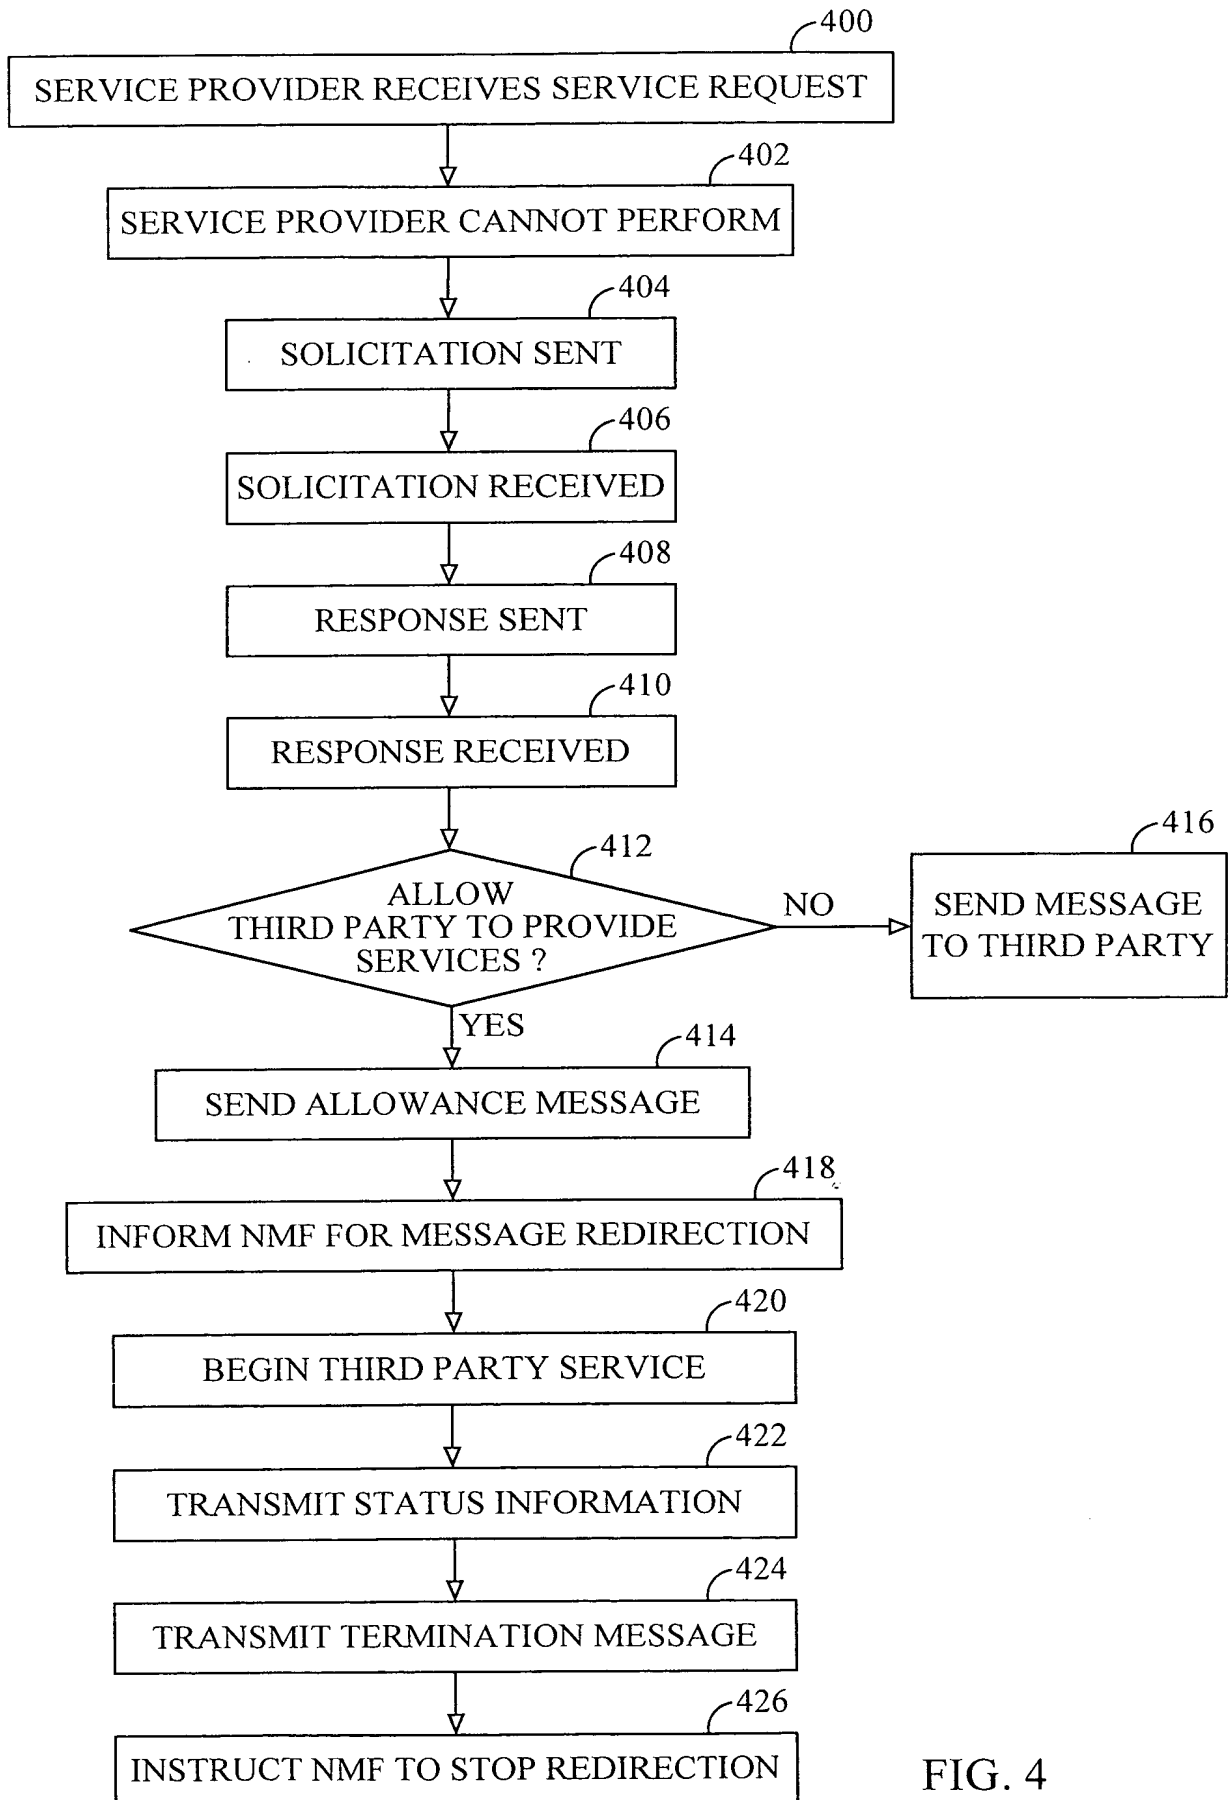 400
SERVICE PROVIDER RECEIVES SERVICE REQUEST
402
SERVICE PROVIDER CANNOT PERFORM
404
SOLICITATION SENT
406
SOLICITATION RECEIVED
408
RESPONSE SENT
410
RESPONSE RECEIVED
412
ALLOW
THIRD PARTY TO PROVIDE
SERVICES ?
NO
416
SEND MESSAGE
TO THIRD PARTY
YES
414
SEND ALLOWANCE MESSAGE
418
INFORM NMF FOR MESSAGE REDIRECTION
420
BEGIN THIRD PARTY SERVICE
422
TRANSMIT STATUS INFORMATION
424
TRANSMIT TERMINATION MESSAGE
426
INSTRUCT NMF TO STOP REDIRECTION
FIG. 4